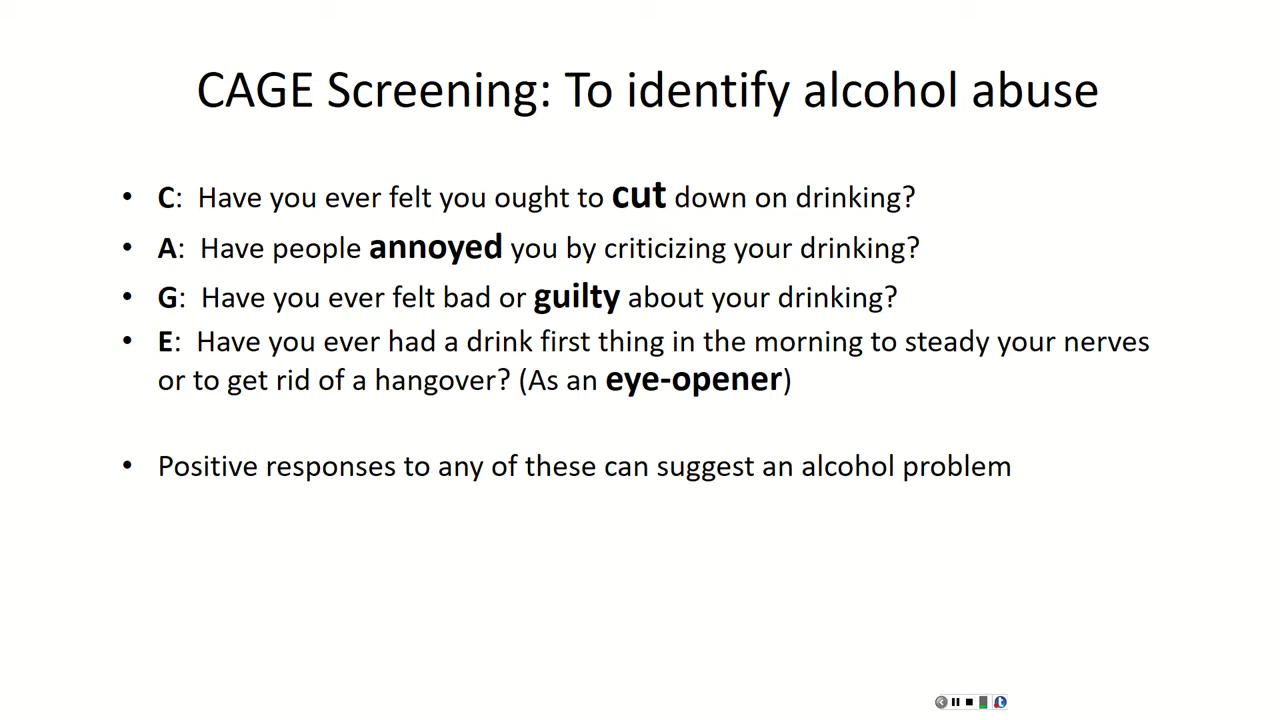 CAGE Screening: To identify alcohol abuse
• C:  Have you ever felt you ought to cut down on drinking?
• A:  Have people annoyed you by criticizing your drinking?
• G:  Have you ever felt bad or guilty about your drinking?
• E:  Have you ever had a drink first thing in the morning to steady your nerves
or to get rid of a hangover? (As an eye-opener)
• Positive responses to any of these can suggest an alcohol problem